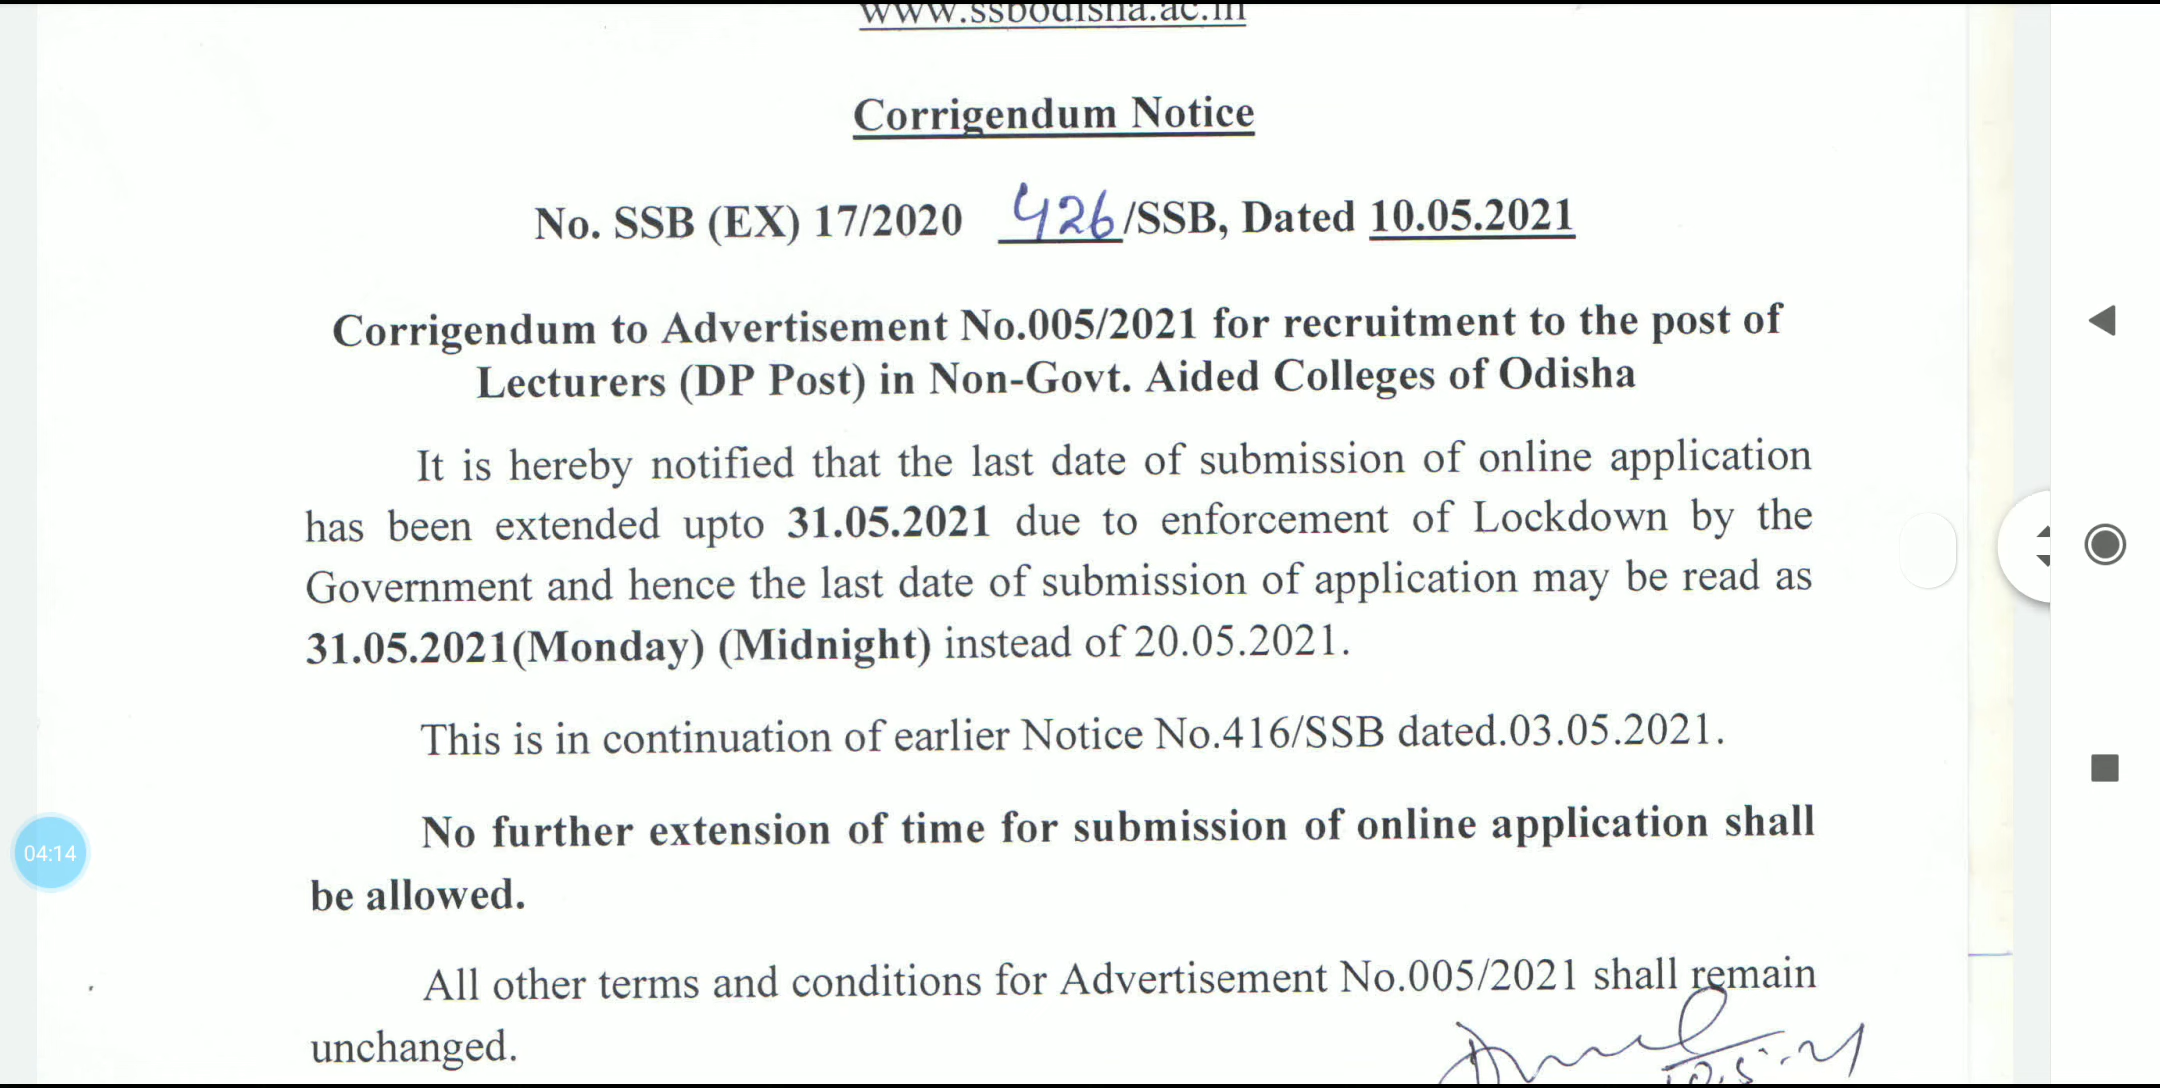 www.ssbodisha.ac.in
Corrigendum Notice
No. SSB (EX) 17/2020 426/SSB, Dated 10.05.2021
Corrigendum to Advertisement No.005/2021 for recruitment to the post of
Lecturers (DP Post) in Non-Govt. Aided Colleges of Odisha
It is hereby notified that the last date of submission of online application
has been extended upto 31.05.2021 due to enforcement of Lockdown by the
Government and hence the last date of submission of application may be read as
31.05.2021(Monday) (Midnight) instead of 20.05.2021.
This is in continuation of earlier Notice No.416/SSB dated.03.05.2021.
No further extension of time for submission of online application shall
be allowed.
04:14
All other terms and conditions for Advertisement No.005/2021 shall remain
unchanged.